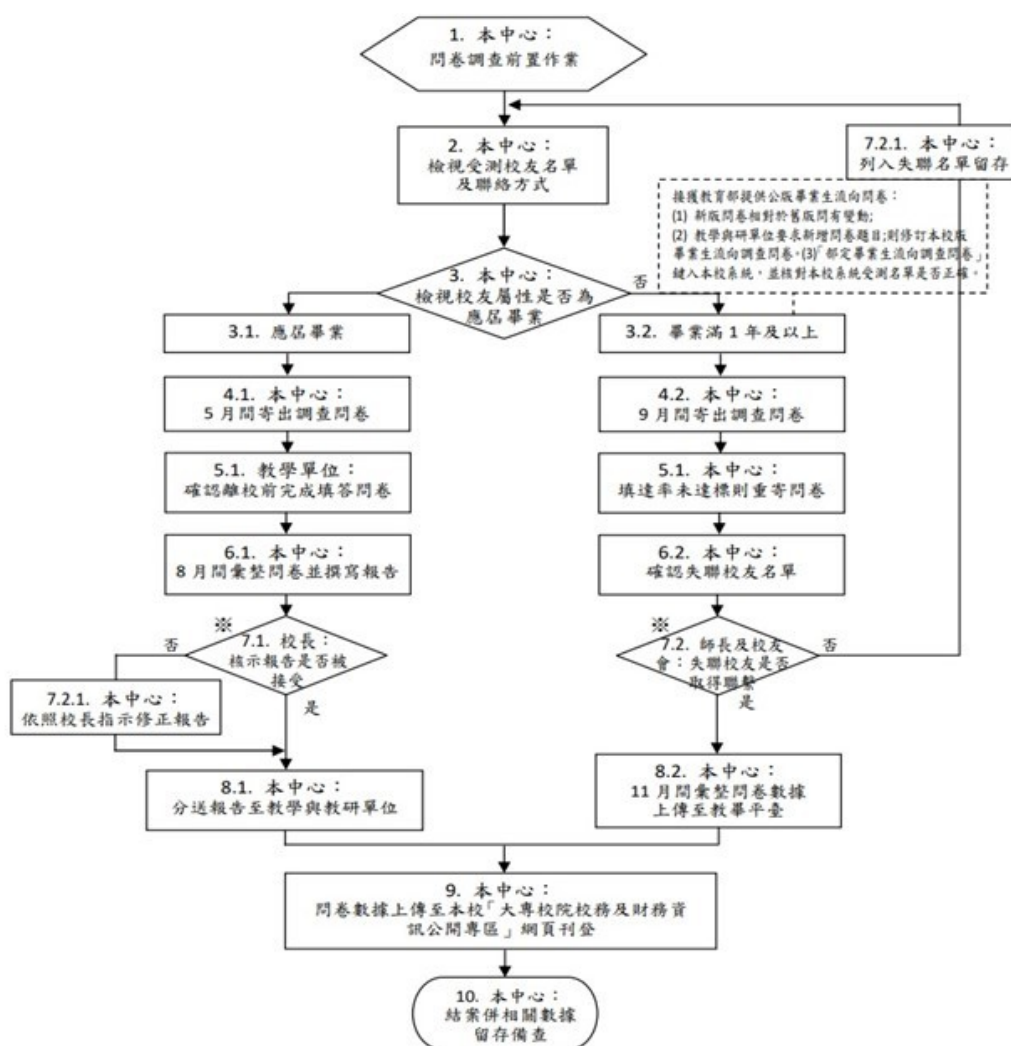 1. 本中心：
問卷調查前置作業
2. 本中心：
檢視受測校友名單
及聯絡方式
7.2.1. 本中心：
列入失聯名單留存
接獲教育部提供公版畢業生流向問卷：
(1) 新版問卷相對於舊版問有變動;
(2) 教學與研單位要求新增問卷題目;則修訂本校版
畢業生流向調查問卷。(3)「部定畢業生流向調查問卷」
鍵入本校系統，並核對本校系統受測名單是否正確。
3. 本中心：
檢視校友屬性是否為
應屆畢業
否
3.1. 應屆畢業
3.2. 畢業滿 1 年及以上
4.1. 本中心：
5 月間寄出調查問卷
4.2. 本中心：
9 月間寄出調查問卷
5.1. 教學單位：
確認離校前完成填答問卷
5.1. 本中心：
填達率未達標則重寄問卷
6.1. 本中心：
8 月間彙整問卷並撰寫報告
6.2. 本中心：
確認失聯校友名單
※
否
7.1. 校長：
核示報告是否被
接受
是
7.2.1. 本中心：
依照校長指示修正報告
※
7.2. 師長及校友
會：失聯校友是否
取得聯繫
否
是
8.1. 本中心：
分送報告至教學與教研單位
8.2. 本中心：
11 月間彙整問卷數據
上傳至教畢平臺
9. 本中心：
問卷數據上傳至本校「大專校院校務及財務資
訊公開專區」網頁刊登
10. 本中心：
結案併相關數據
留存備查